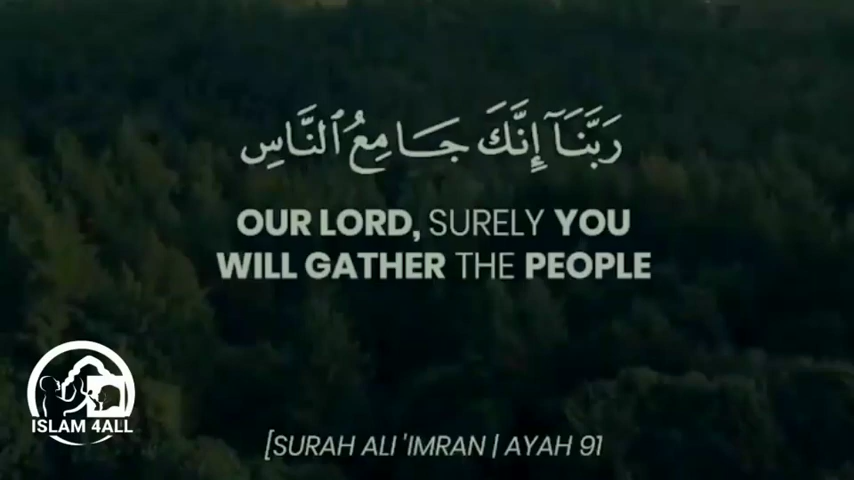 رَبَّنَآ إِنَّكَ جَامِعُ ٱلنَّاسِ
OUR LORD, SURELY YOU
WILL GATHER THE PEOPLE
ISLAM 4ALL
[SURAH ALI 'IMRAN | AYAH 91